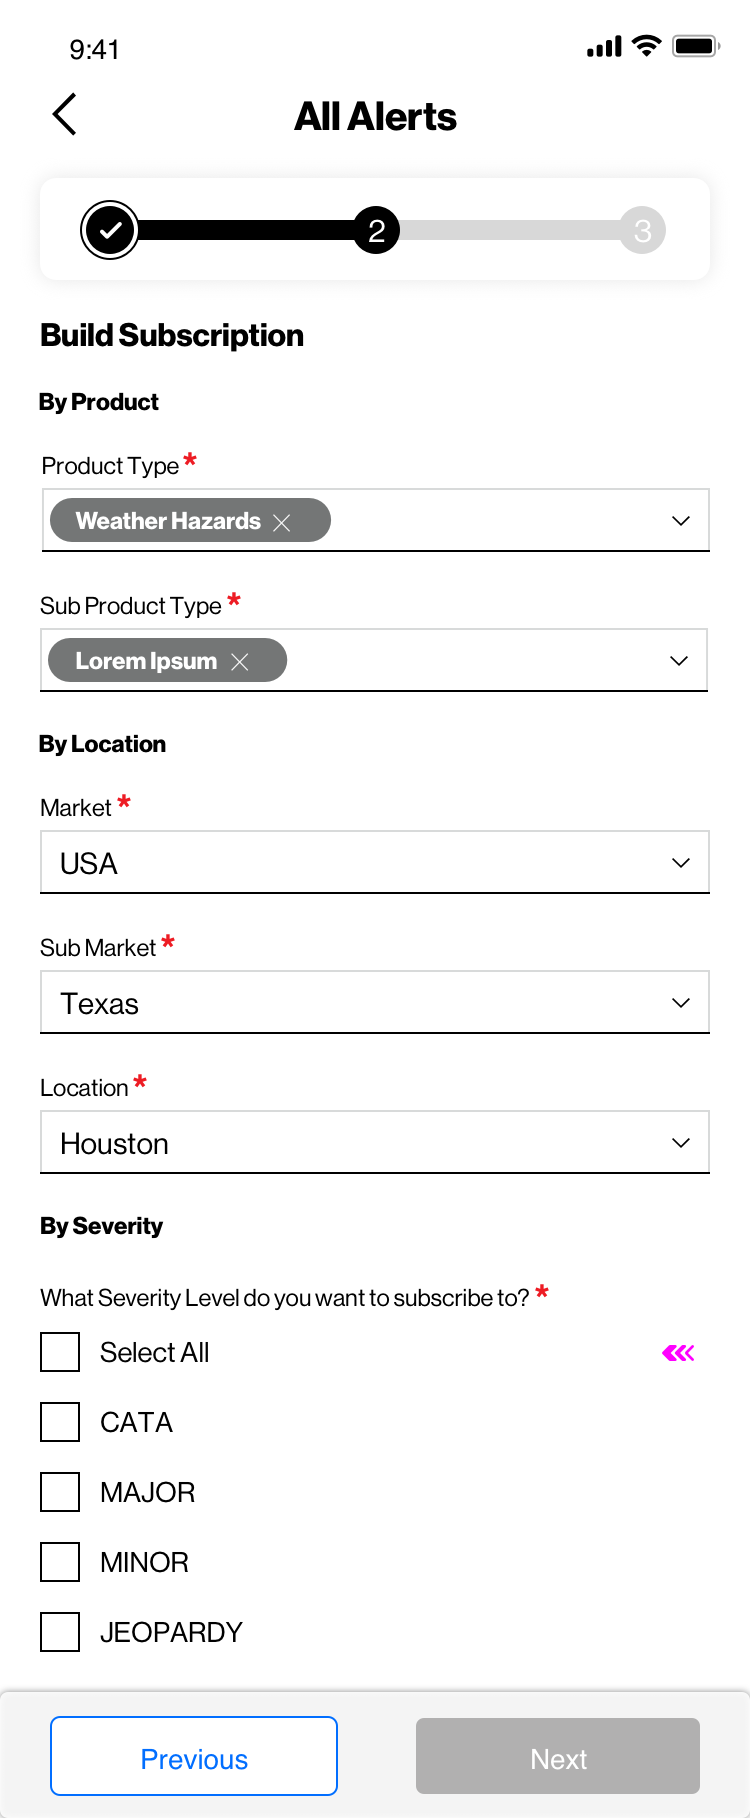 9:41
All Alerts
2
3
Build Subscription
By Product
Product Type *
Weather Hazards
Sub Product Type *
Lorem Ipsum
By Location
Market *
USA
Sub Market *
Texas
Location *
Houston
By Severity
What Severity Level do you want to subscribe to? *
Select All
CATA
MAJOR
MINOR
JEOPARDY
Previous
Next